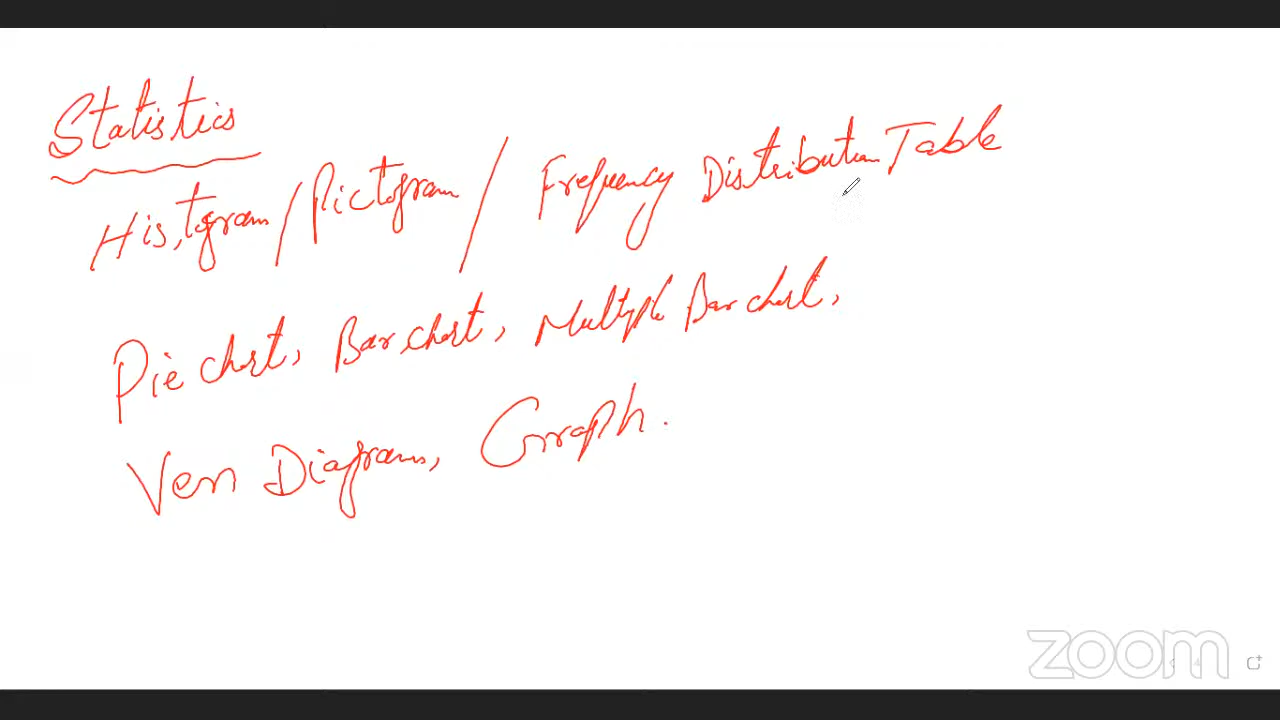 Statistics
Histogram / Pictogram / Frequency Distribution Table
Pie chart, Bar chart, Multiple Bar chart,
Ven Diagram, Graph.
zoom